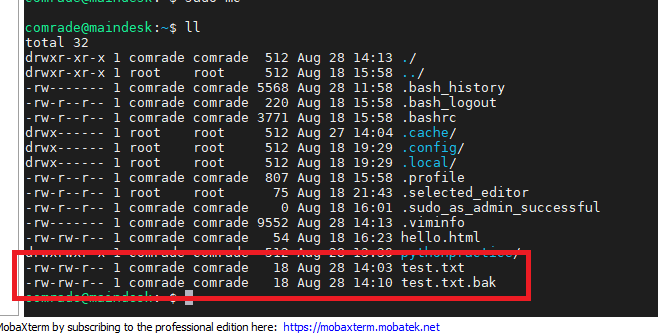 comrade@maindesk:~$ ll
total 32
drwxr-xr-x 1 comrade comrade  512 Aug 28 14:13 ./
drwxr-xr-x 1 root    root     512 Aug 18 15:58 ../
-rw------- 1 comrade comrade 5568 Aug 28 11:58 .bash_history
-rw-r--r-- 1 comrade comrade  220 Aug 18 15:58 .bash_logout
-rw-r--r-- 1 comrade comrade 3771 Aug 18 15:58 .bashrc
drwx------ 1 root    root     512 Aug 27 14:04 .cache/
drwx------ 1 root    root     512 Aug 18 19:29 .config/
drwx------ 1 root    root     512 Aug 18 19:29 .local/
-rw-r--r-- 1 comrade comrade  807 Aug 18 15:58 .profile
-rw-r--r-- 1 root    root      75 Aug 18 21:43 .selected_editor
-rw-r--r-- 1 comrade comrade    0 Aug 18 16:01 .sudo_as_admin_successful
-rw------- 1 comrade comrade 9552 Aug 28 14:13 .viminfo
-rw-rw-r-- 1 comrade comrade   54 Aug 18 16:23 hello.html
drwxrwxr-x 1 comrade comrade  512 Aug 28 pythonpractice/
-rw-rw-r-- 1 comrade comrade   18 Aug 28 14:03 test.txt
-rw-rw-r-- 1 comrade comrade   18 Aug 28 14:10 test.txt.bak
comrade@maindesk:~$
MobaXterm by subscribing to the professional edition here: https://mobaxterm.mobatek.net